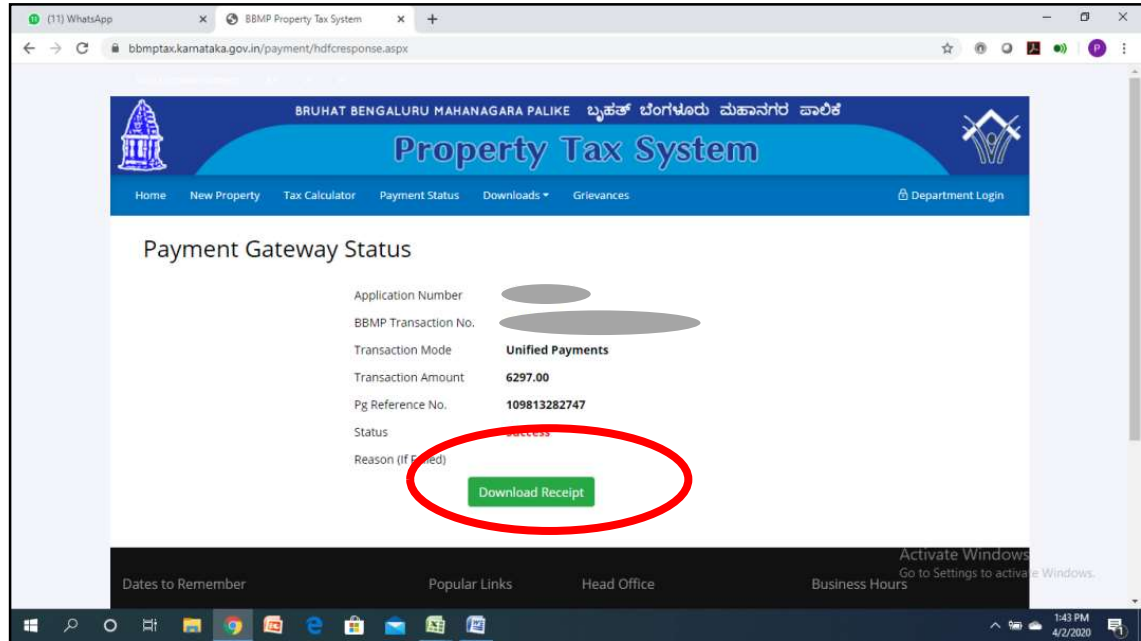 (11) WhatsApp
BBMP Property Tax System
bbmptax.karnataka.gov.in/payment/hdfcresponse.aspx
P
BRUHAT BENGALURU MAHANAGARA PALIKE ಬೃಹತ್ ಬೆಂಗಳೂರು ಮಹಾನಗರ ಪಾಲಿಕೆ
Property Tax System
Home New Property Tax Calculator Payment Status Downloads Grievances Department Login
Payment Gateway Status
Application Number
BBMP Transaction No.
Transaction Mode Unified Payments
Transaction Amount 6297.00
Pg Reference No. 109813282747
Status Success
Reason (If Failed)
Download Receipt
Activate Windows
Go to Settings to activate Windows.
Dates to Remember Popular Links Head Office Business Hours
1:43 PM
4/2/2020